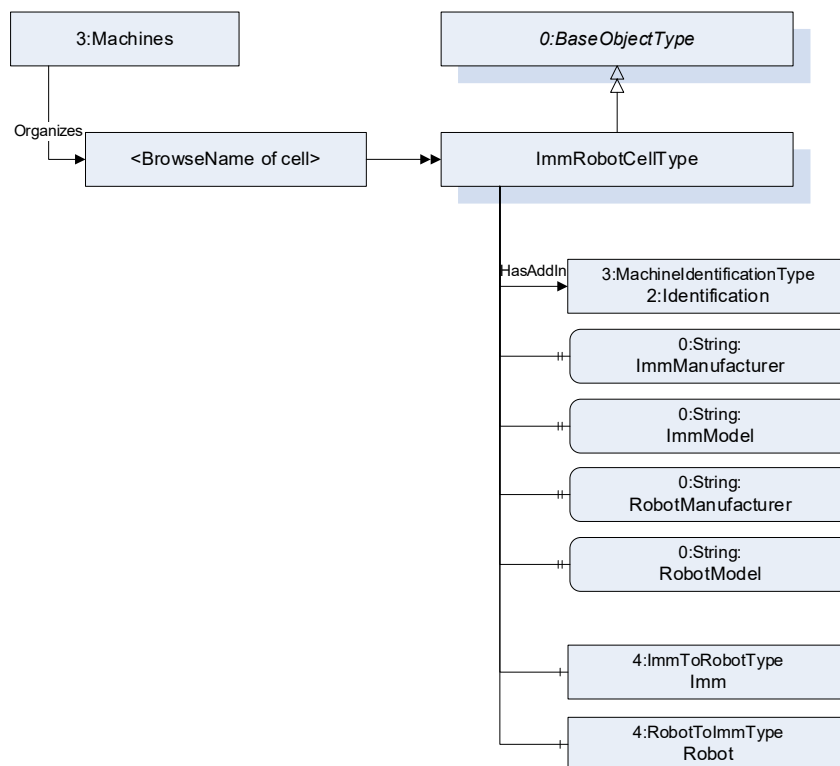 3:Machines
0:BaseObjectType
Organizes
<BrowseName of cell>
ImmRobotCellType
HasAddIn
3:MachineIdentificationType
2:Identification
0:String:
ImmManufacturer
0:String:
ImmModel
0:String:
RobotManufacturer
0:String:
RobotModel
4:ImmToRobotType
Imm
4:RobotToImmType
Robot